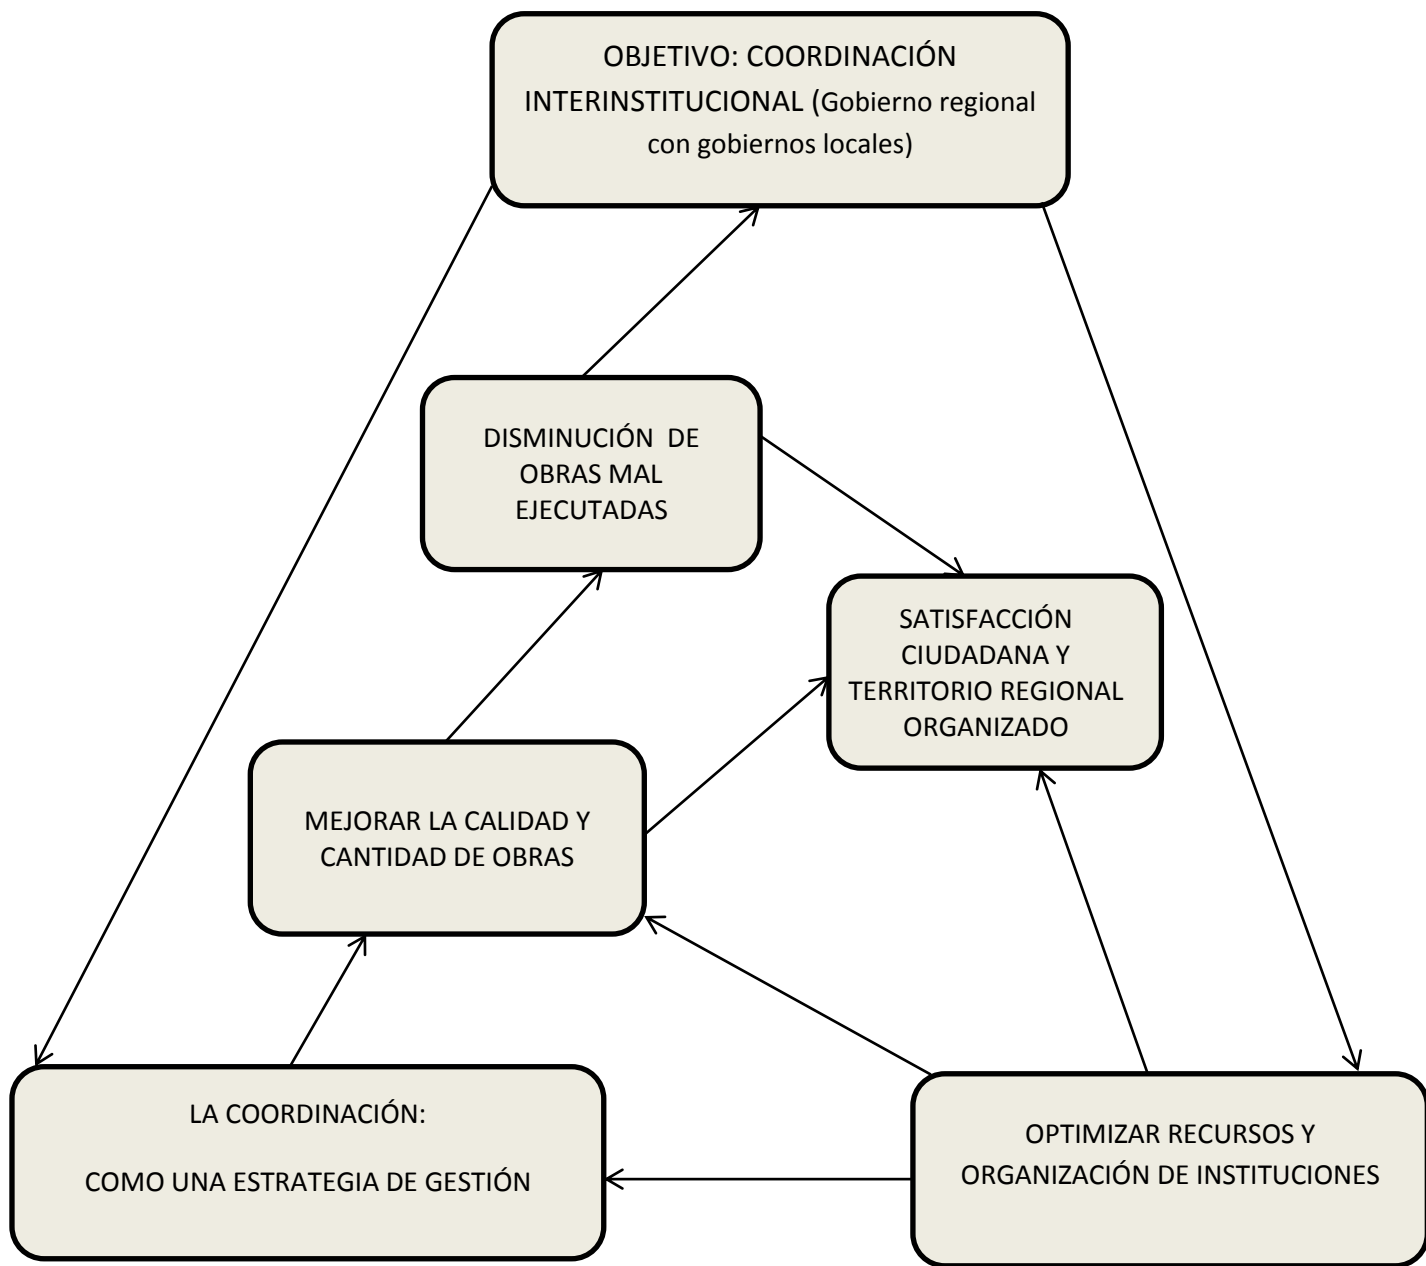 OBJETIVO: COORDINACIÓN
INTERINSTITUCIONAL (Gobierno regional
con gobiernos locales)
DISMINUCIÓN DE
OBRAS MAL
EJECUTADAS
SATISFACCIÓN
CIUDADANA Y
TERRITORIO REGIONAL
ORGANIZADO
MEJORAR LA CALIDAD Y
CANTIDAD DE OBRAS
LA COORDINACIÓN:
COMO UNA ESTRATEGIA DE GESTIÓN
OPTIMIZAR RECURSOS Y
ORGANIZACIÓN DE INSTITUCIONES